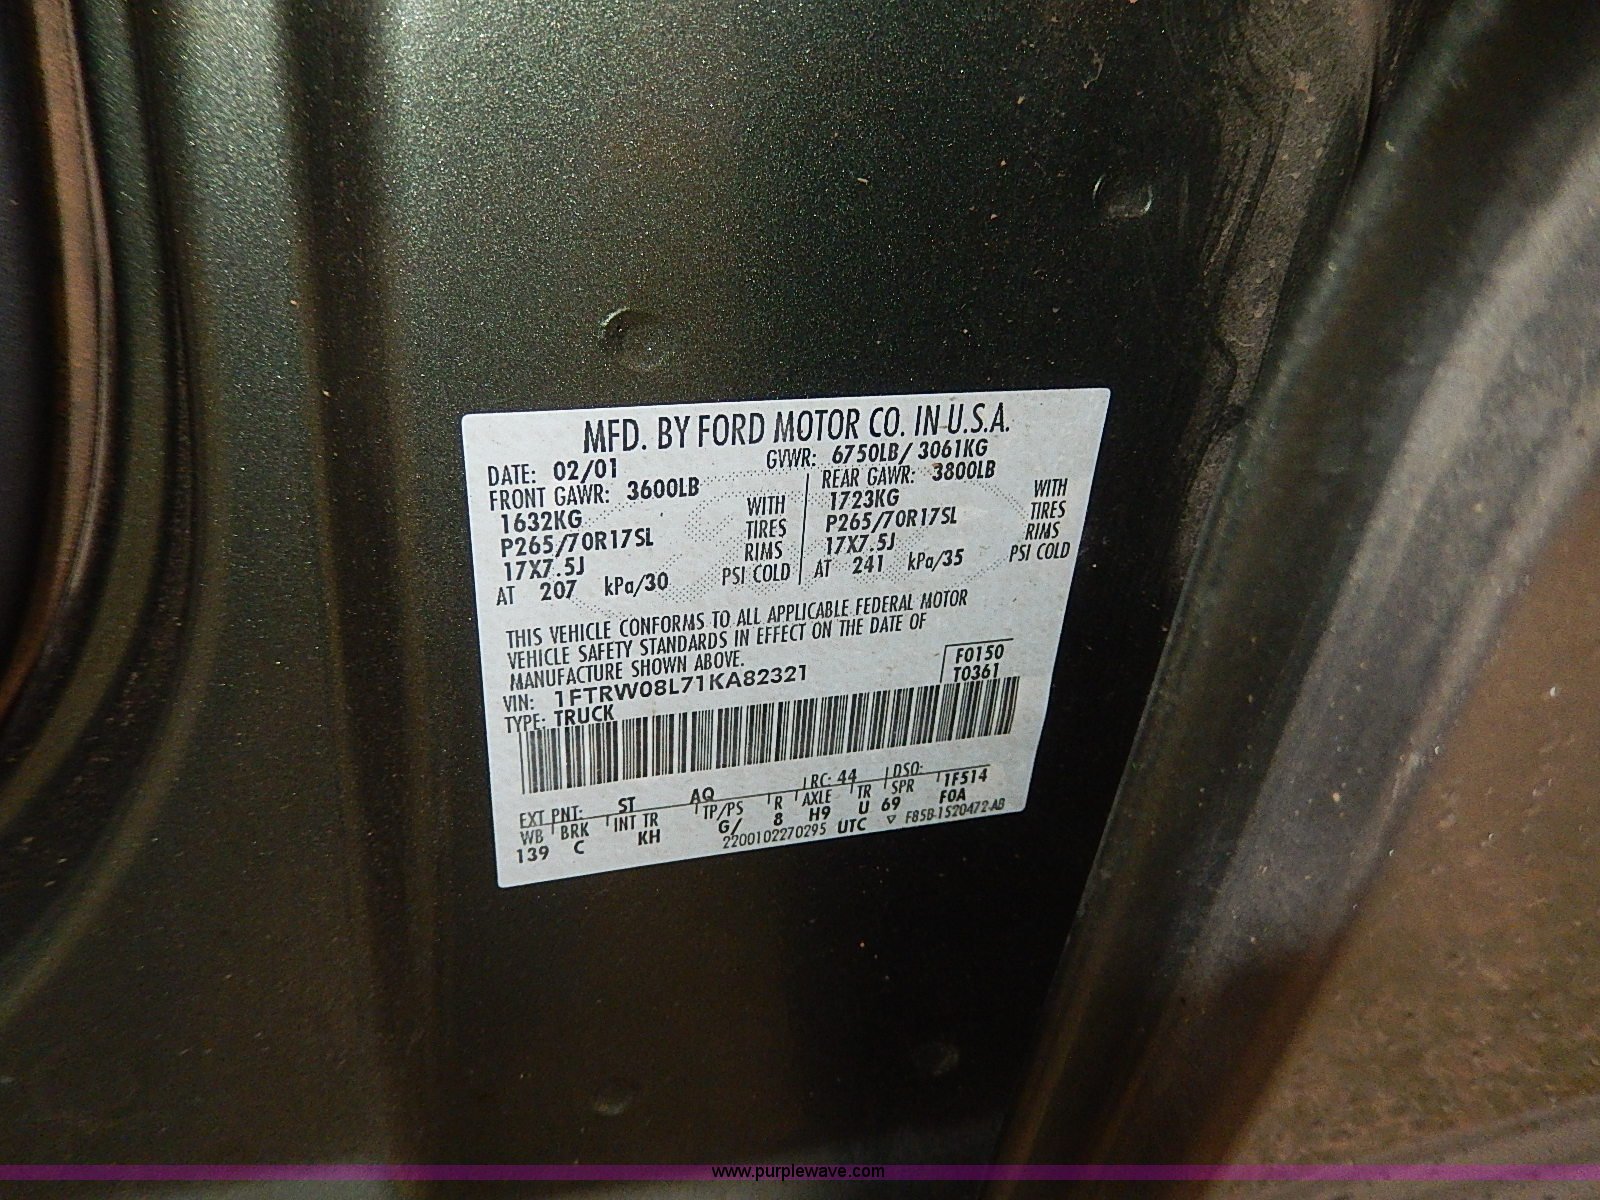 MFD. BY FORD MOTOR CO. IN U.S.A.
DATE: 02/01 GVWR: 6750LB/ 3061KG
FRONT GAWR: 3600LB REAR GAWR: 3800LB
1632KG WITH 1723KG WITH
P265/70R17SL TIRES P265/70R17SL TIRES
17X7.5J RIMS 17X7.5J RIMS
AT 207 kPa/30 PSI COLD AT 241 kPa/35 PSI COLD
THIS VEHICLE CONFORMS TO ALL APPLICABLE FEDERAL MOTOR
VEHICLE SAFETY STANDARDS IN EFFECT ON THE DATE OF
MANUFACTURE SHOWN ABOVE.
VIN: 1FTRW08L71KA82321 F0150
TYPE: TRUCK T0361
EXT PNT: ST AQ RC: 44 DSO: 1F514
WB BRK INT TR TP/PS R AXLE TR SPR F0A
139 C KH G/ 8 H9 U 69
2200102270295 UTC ▽ F85B-1520472-AB
www.purplewave.com